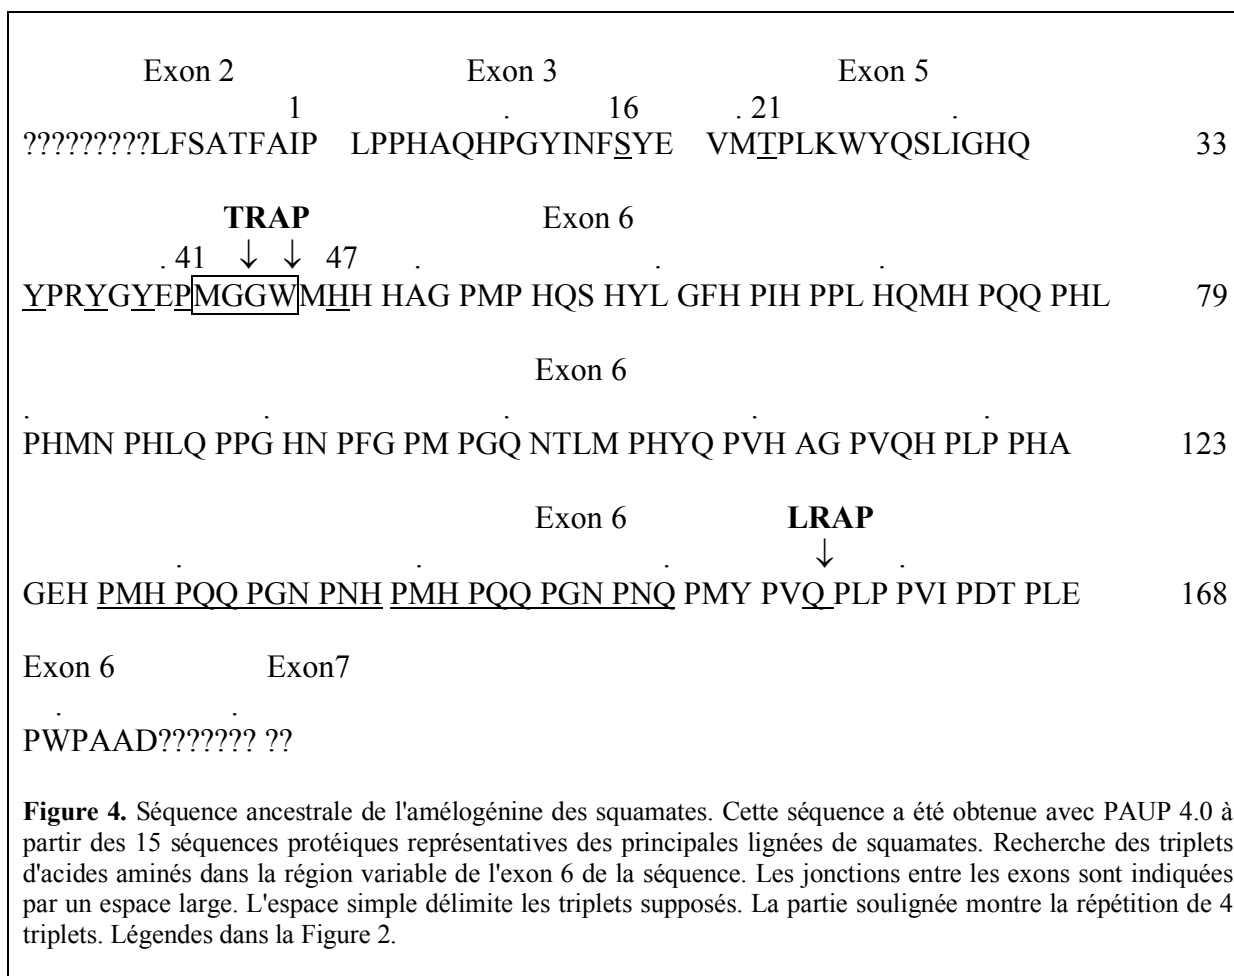 Exon 2 Exon 3 Exon 5
1 . 16 . 21 .
?????????LFSATFAIP LPPHAQHPGYINFSYE VMTPLKWYQSLIGHQ 33
TRAP Exon 6
. 41 ↓ ↓ 47 . . .
YPRYGYEPMGGWMHH HAG PMP HQS HYL GFH PIH PPL HQMH PQQ PHL 79
Exon 6
. . . . .
PHMN PHLQ PPG HN PFG PM PGQ NTLM PHYQ PVH AG PVQH PLP PHA 123
Exon 6 LRAP
. . . ↓ .
GEH PMH PQQ PGN PNH PMH PQQ PGN PNQ PMY PVQ PLP PVI PDT PLE 168
Exon 6 Exon7
. .
PWPAAD??????? ??
Figure 4. Séquence ancestrale de l'amélogénine des squamates. Cette séquence a été obtenue avec PAUP 4.0 à
partir des 15 séquences protéiques représentatives des principales lignées de squamates. Recherche des triplets
d'acides aminés dans la région variable de l'exon 6 de la séquence. Les jonctions entre les exons sont indiquées
par un espace large. L'espace simple délimite les triplets supposés. La partie soulignée montre la répétition de 4
triplets. Légendes dans la Figure 2.